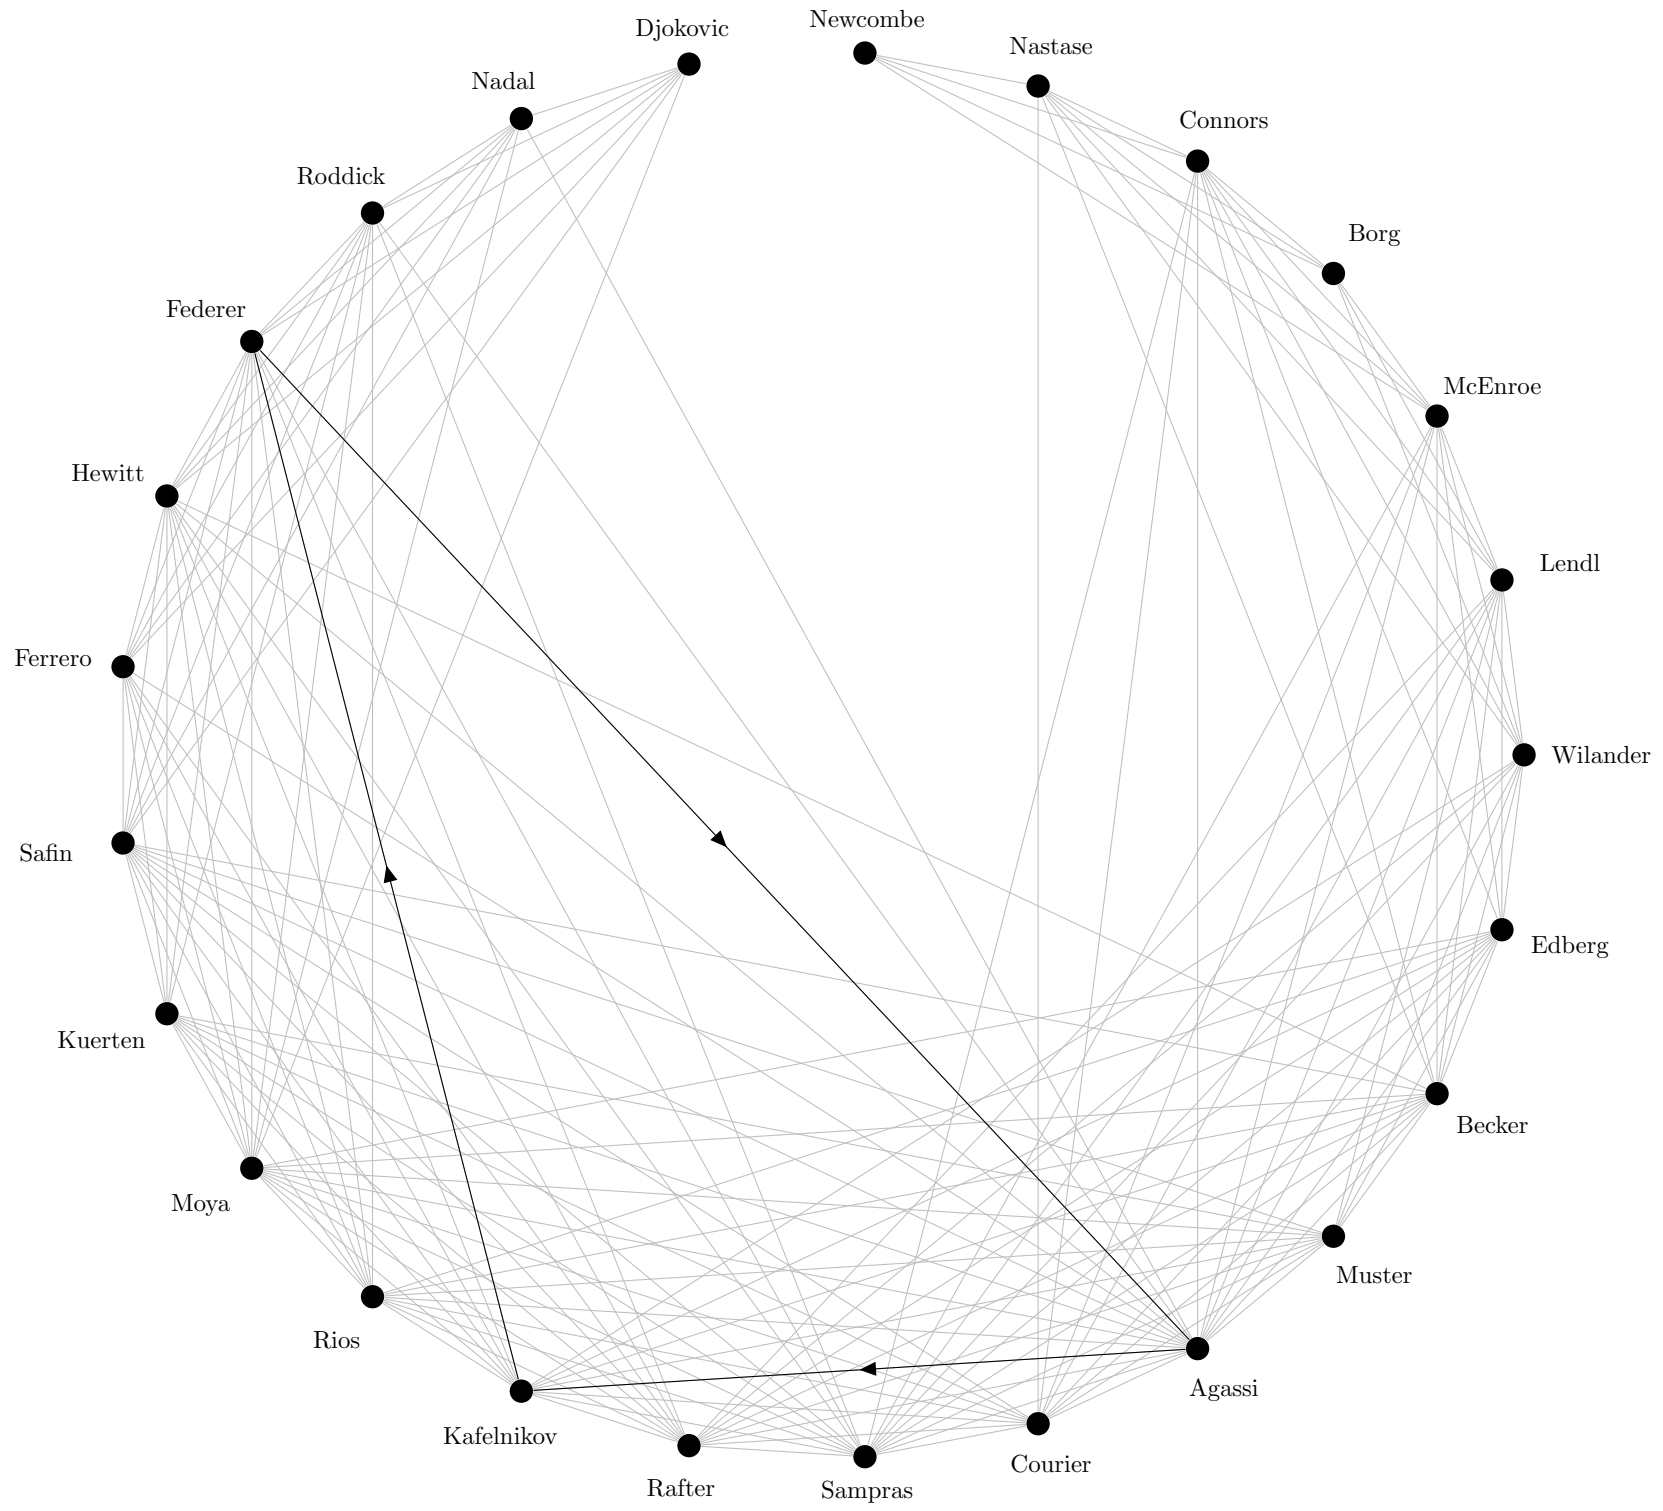 Newcombe
Djokovic
Nastase
Nadal
Connors
Roddick
Borg
Federer
McEnroe
Hewitt
Lendl
Ferrero
Wilander
Safin
Edberg
Kuerten
Becker
Moya
Muster
Rios
Agassi
Kafelnikov
Courier
Rafter
Sampras